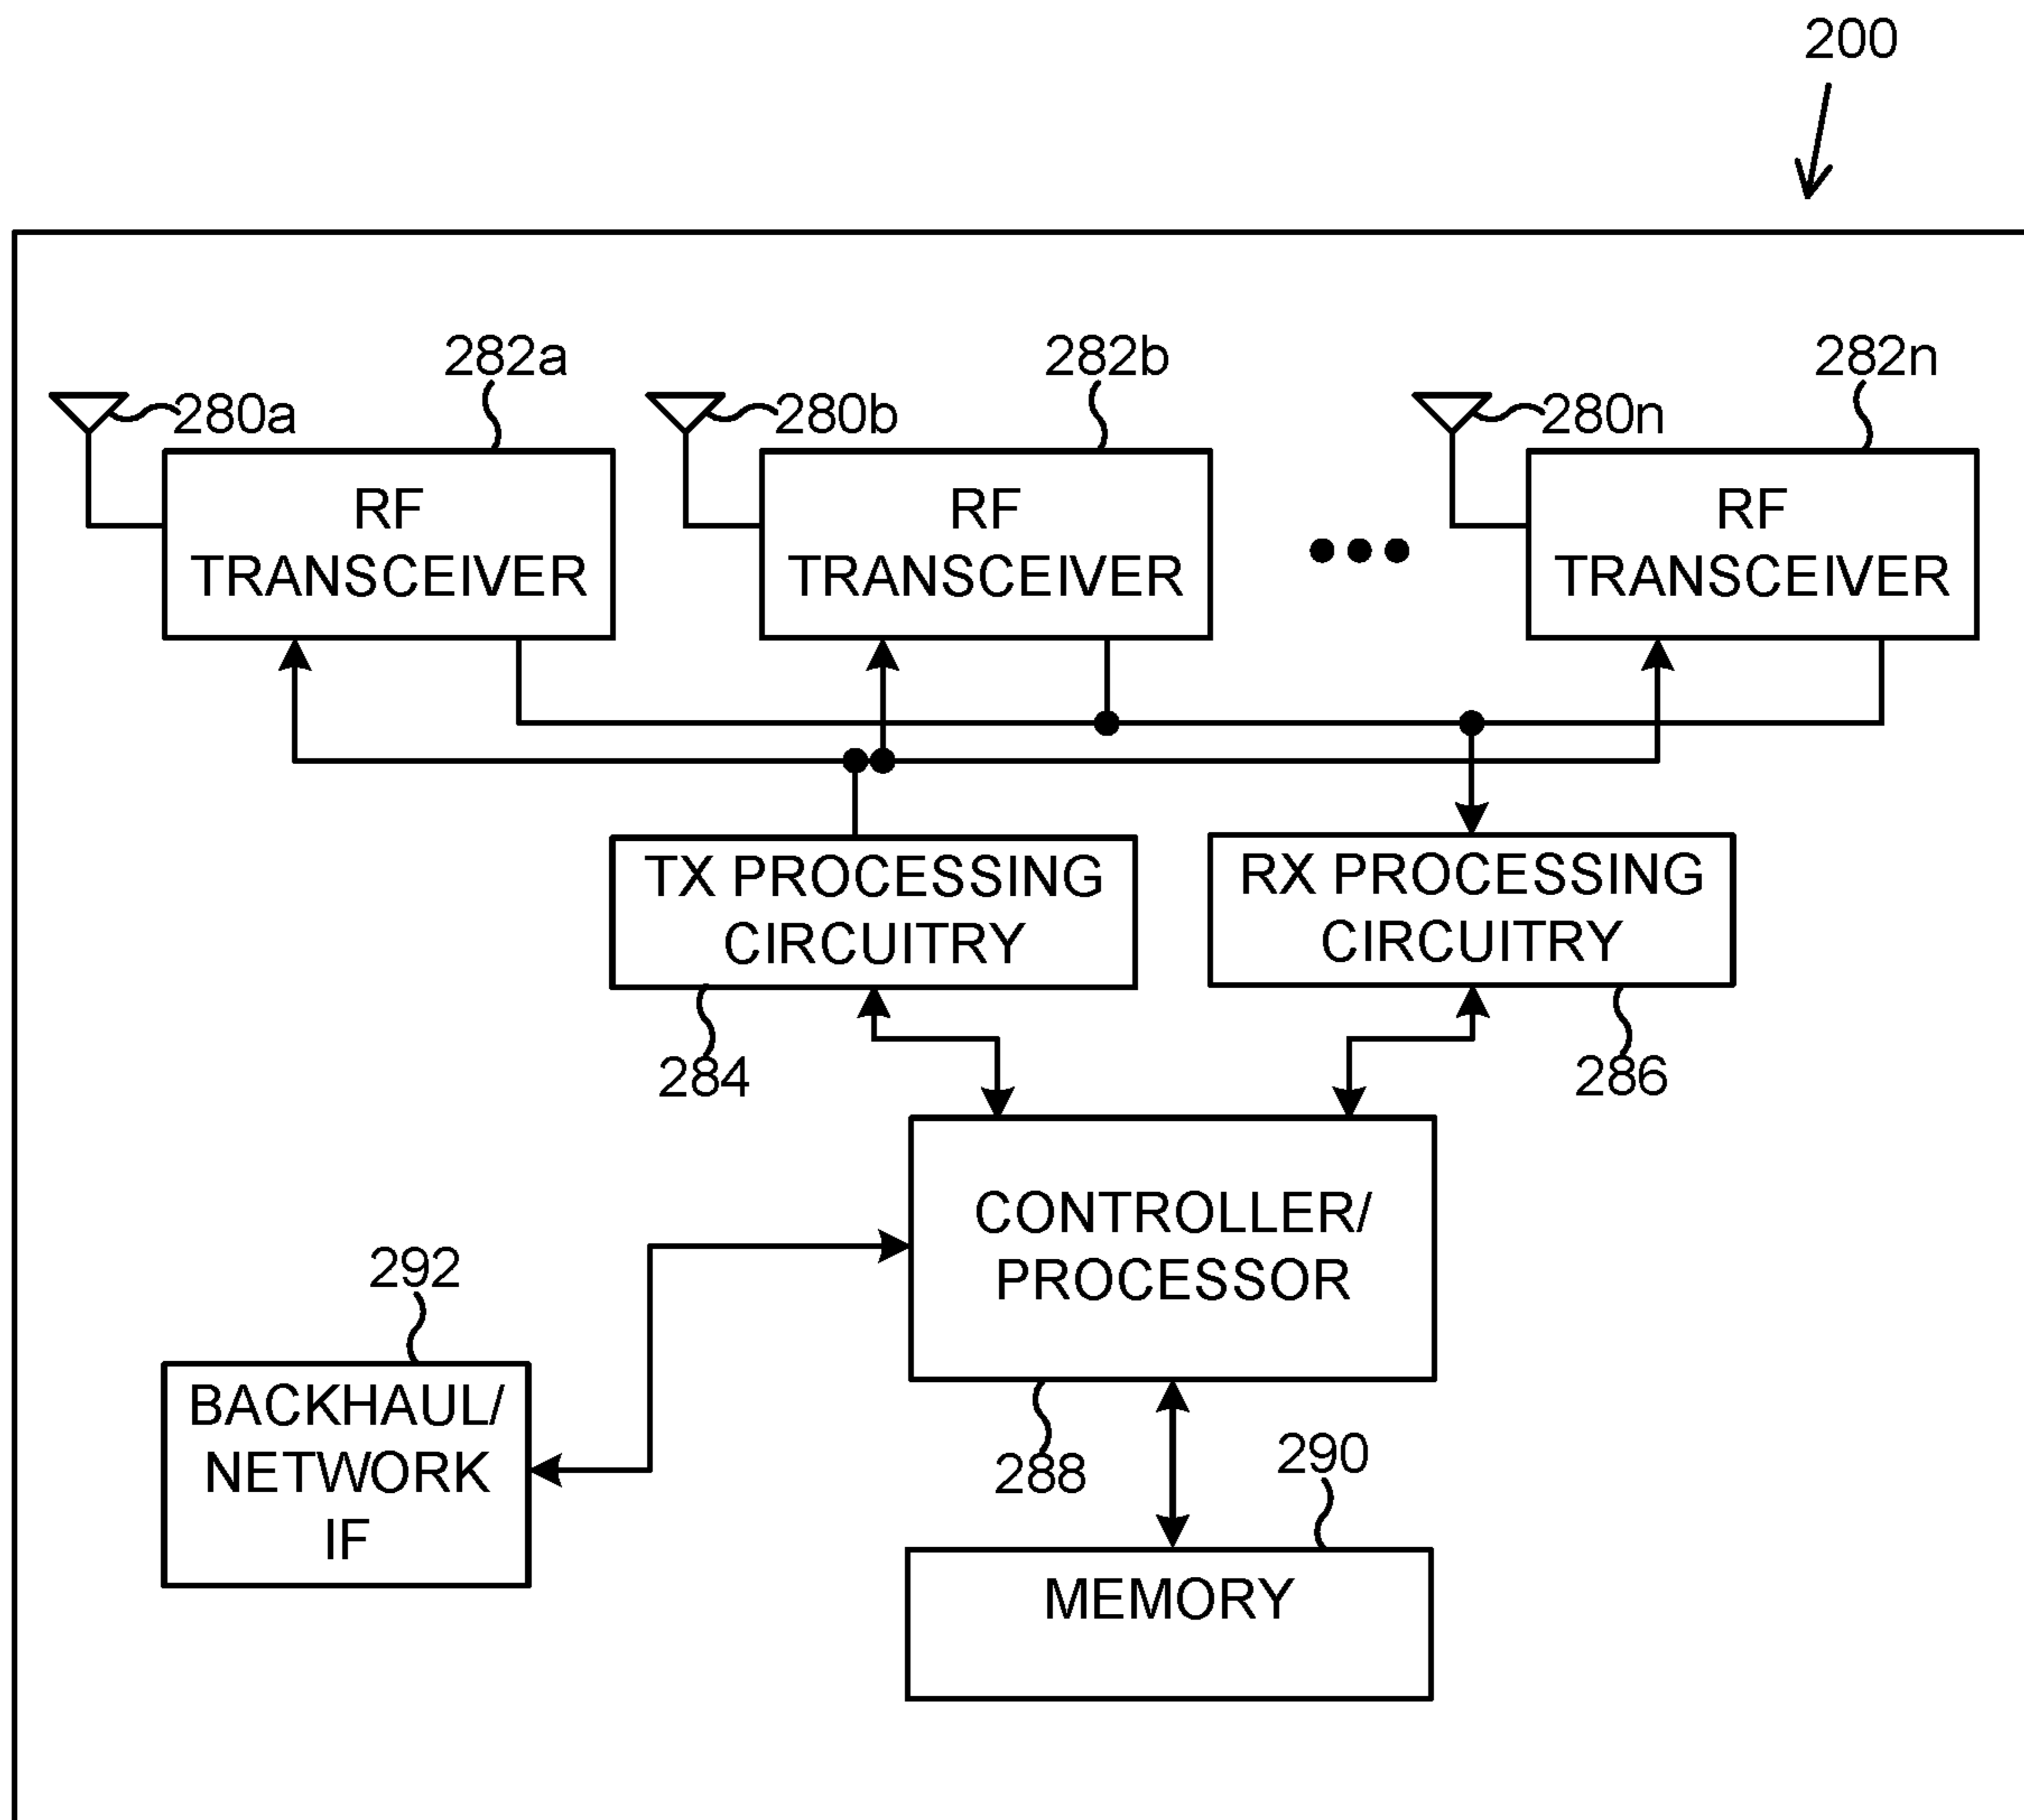 200
282a
282b
282n
280a
280b
280n
RF
TRANSCEIVER
RF
TRANSCEIVER
RF
TRANSCEIVER
TX PROCESSING
CIRCUITRY
RX PROCESSING
CIRCUITRY
284
286
CONTROLLER/
PROCESSOR
292
BACKHAUL/
NETWORK
IF
288
290
MEMORY